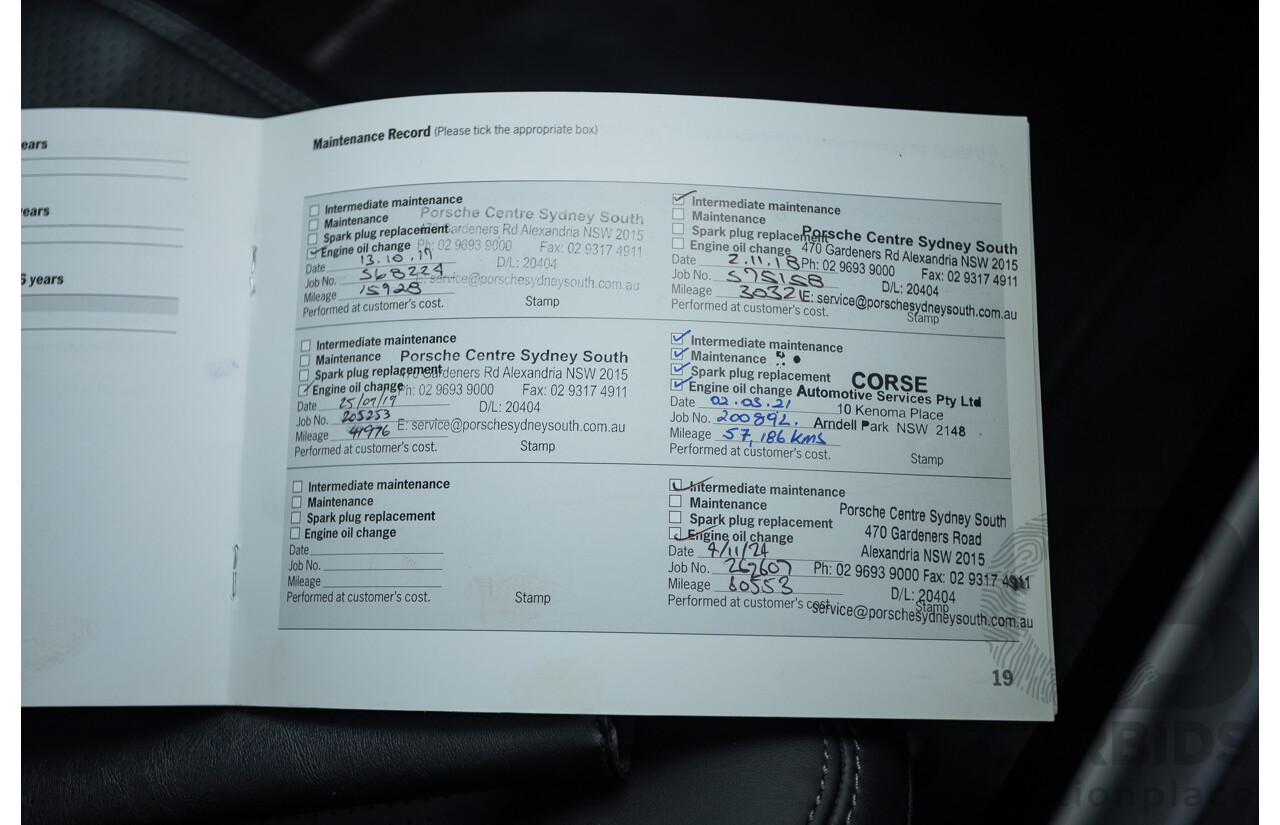 ears
ears
6 years
Maintenance Record (Please tick the appropriate box)
Intermediate maintenance
Maintenance
Spark plug replacement
Engine oil change
Porsche Centre Sydney South
Gardeners Rd Alexandria NSW 2015
Ph: 02 9693 9000 Fax: 02 9317 4911
D/L: 20404
E: service@porschesydneysouth.com.au
Date 13.10.17
Job No. 568224
Mileage 15928
Performed at customer's cost.
Stamp
Intermediate maintenance
Maintenance
Spark plug replacement
Engine oil change
Porsche Centre Sydney South
470 Gardeners Rd Alexandria NSW 2015
Ph: 02 9693 9000 Fax: 02 9317 4911
D/L: 20404
E: service@porschesydneysouth.com.au
Date 2.11.18
Job No. 575158
Mileage 30321
Performed at customer's cost.
Stamp
Intermediate maintenance
Maintenance
Spark plug replacement
Engine oil change
Porsche Centre Sydney South
Gardeners Rd Alexandria NSW 2015
Ph: 02 9693 9000 Fax: 02 9317 4911
D/L: 20404
E: service@porschesydneysouth.com.au
Date 25/07/19
Job No. 205253
Mileage 41976
Performed at customer's cost.
Stamp
Intermediate maintenance
Maintenance
Spark plug replacement
Engine oil change
CORSE
Automotive Services Pty Ltd
10 Kenoma Place
Arndell Park NSW 2148
Date 02.03.21
Job No. 200892.
Mileage 57,186 KMS
Performed at customer's cost.
Stamp
Intermediate maintenance
Maintenance
Spark plug replacement
Engine oil change
Date
Job No.
Mileage
Performed at customer's cost.
Stamp
Intermediate maintenance
Maintenance
Spark plug replacement
Engine oil change
Porsche Centre Sydney South
470 Gardeners Road
Alexandria NSW 2015
Ph: 02 9693 9000 Fax: 02 9317 4911
D/L: 20404
service@porschesydneysouth.com.au
Date 4/11/24
Job No. 267607
Mileage 60553
Performed at customer's cost.
Stamp
19